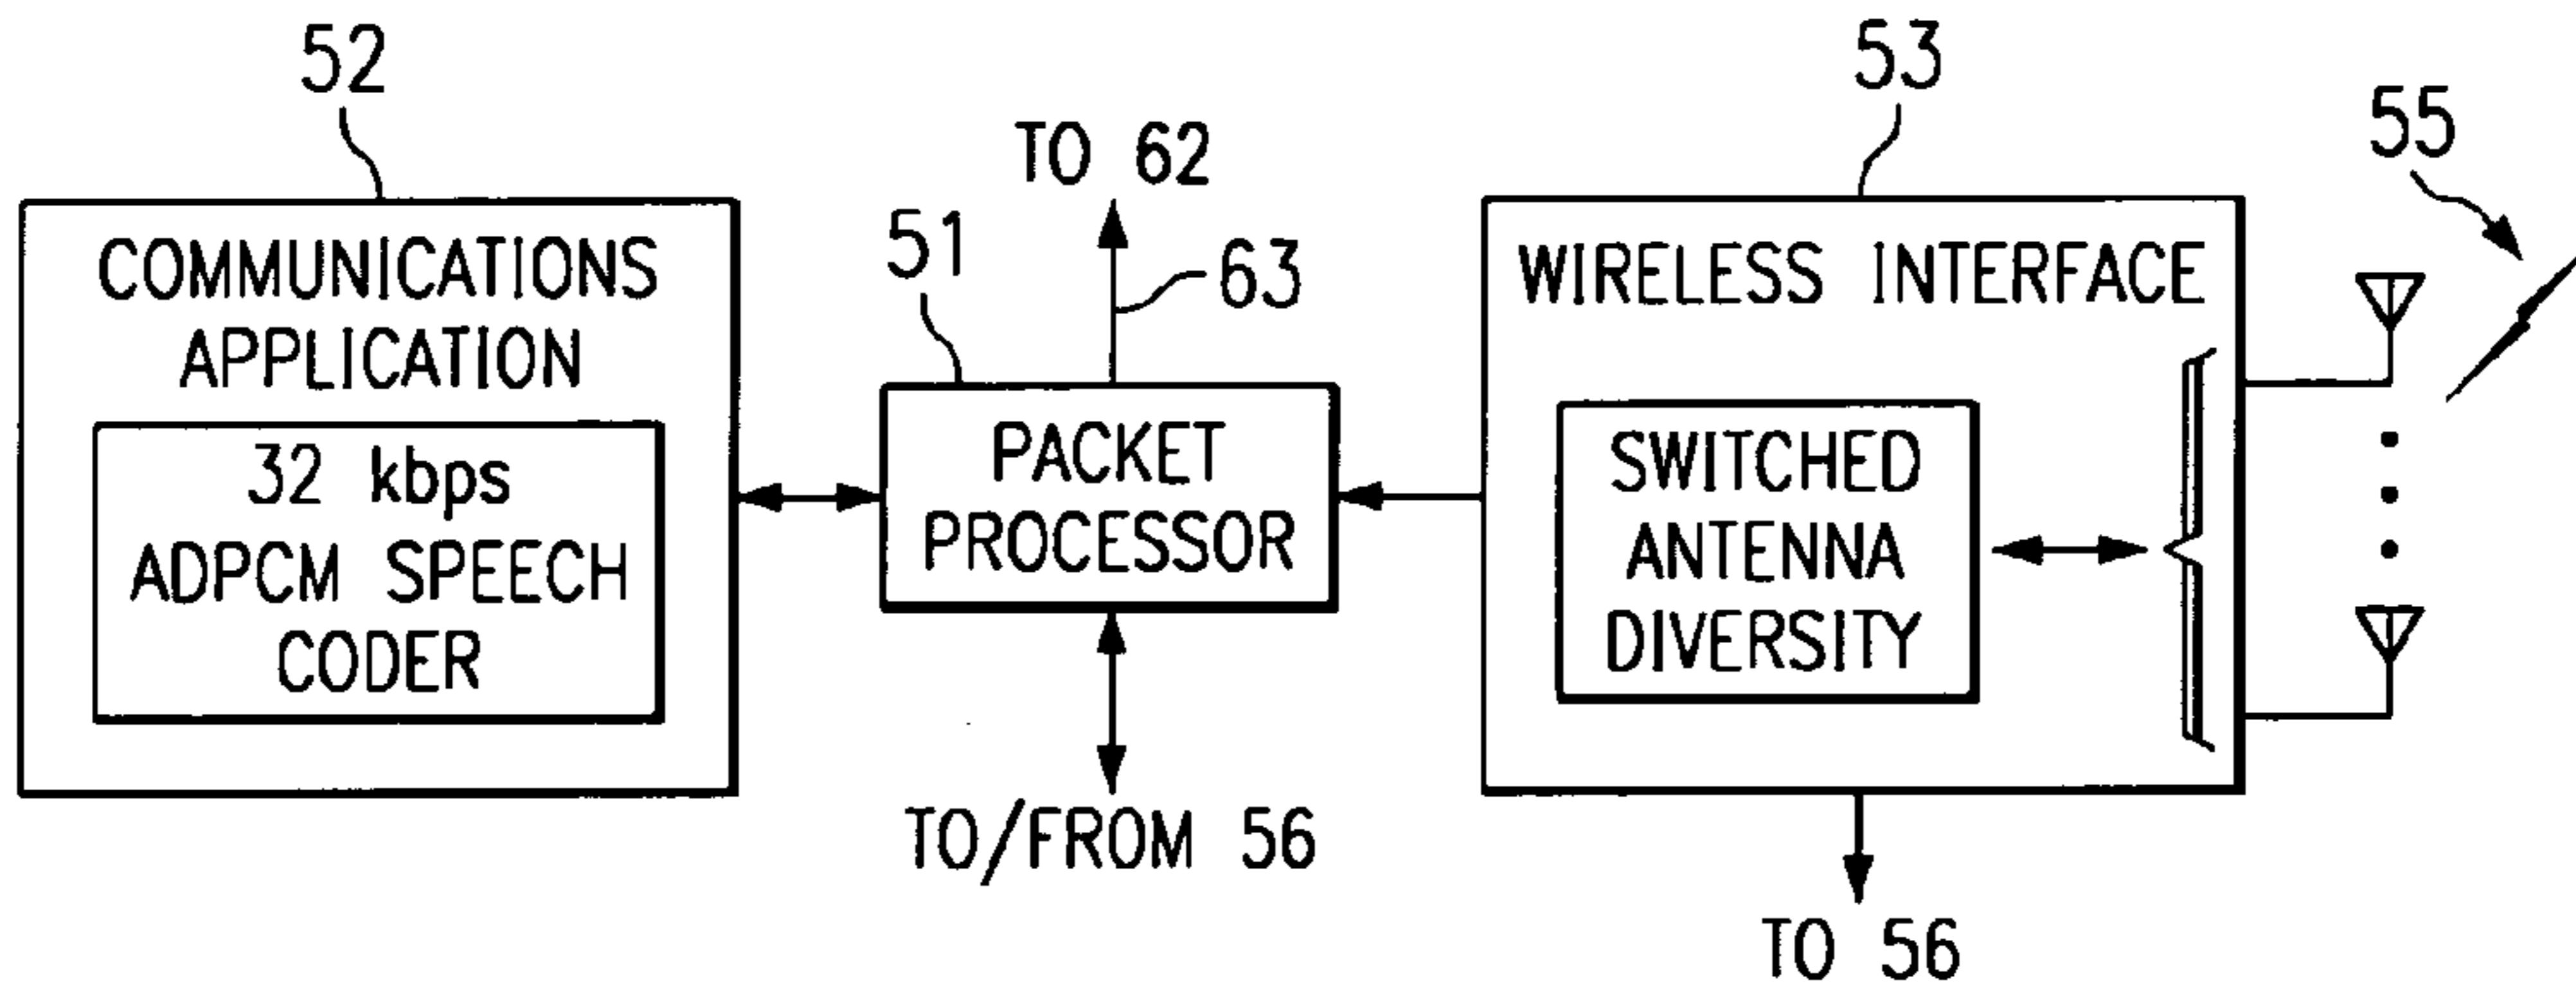 52
53
55
TO 62
51
63
COMMUNICATIONS
APPLICATION
32 kbps
ADPCM SPEECH
CODER
PACKET
PROCESSOR
WIRELESS INTERFACE
SWITCHED
ANTENNA
DIVERSITY
TO/FROM 56
TO 56